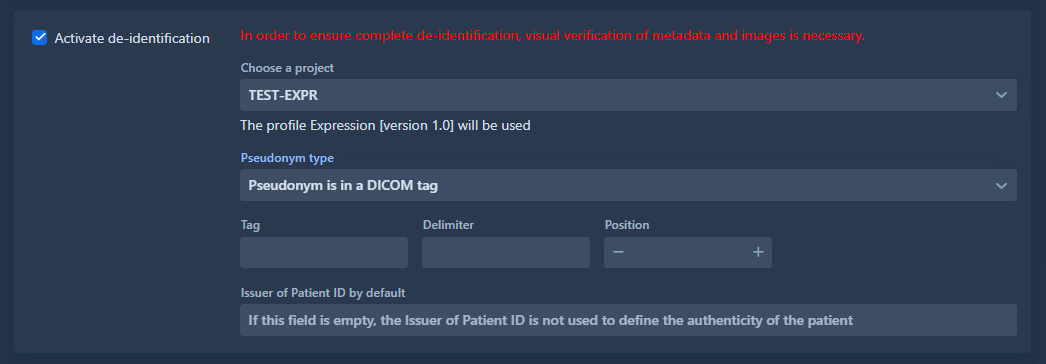 Activate de-identification
In order to ensure complete de-identification, visual verification of metadata and images is necessary.
Choose a project
TEST-EXPR
The profile Expression [version 1.0] will be used
Pseudonym type
Pseudonym is in a DICOM tag
Tag Delimiter Position
− +
Issuer of Patient ID by default
If this field is empty, the Issuer of Patient ID is not used to define the authenticity of the patient